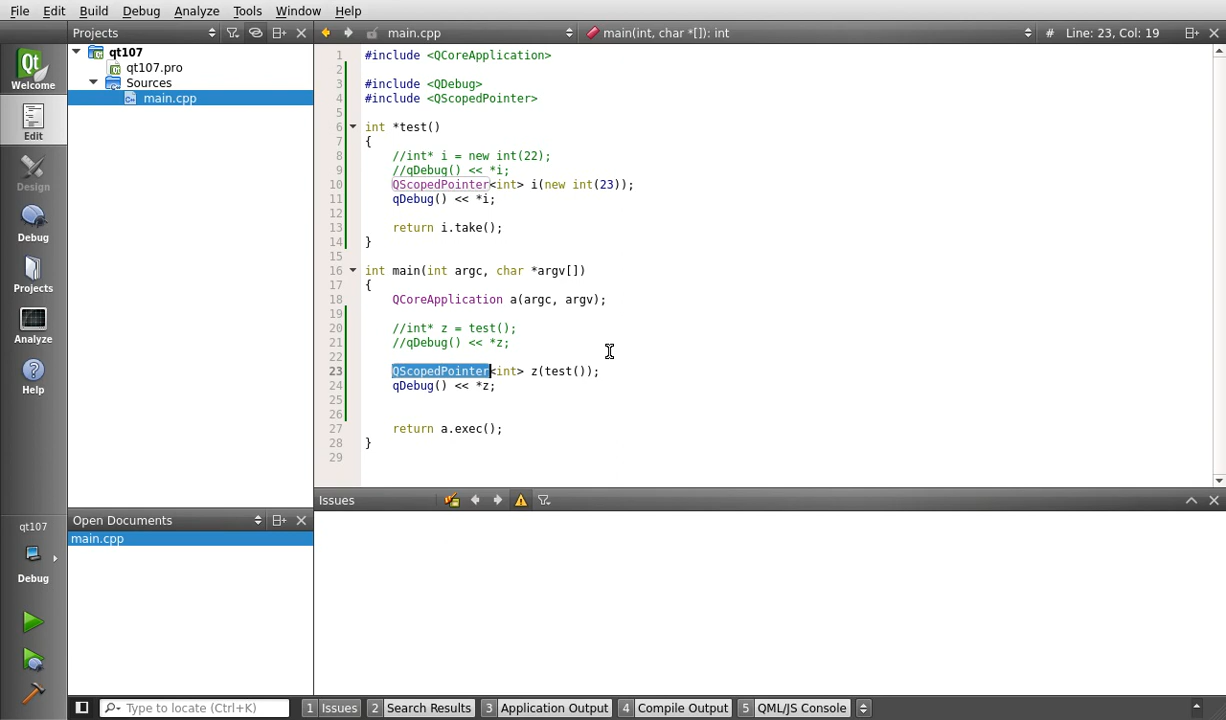 File Edit Build Debug Analyze Tools Window Help
Projects
main.cpp
main(int, char *[]): int
# Line: 23, Col: 19
Welcome
Edit
Design
Debug
Projects
Analyze
Help
qt107
qt107.pro
Sources
main.cpp
1 #include <QCoreApplication>
2
3 #include <QDebug>
4 #include <QScopedPointer>
5
6 int *test()
7 {
8 //int* i = new int(22);
9 //qDebug() << *i;
10 QScopedPointer<int> i(new int(23));
11 qDebug() << *i;
12
13 return i.take();
14 }
15
16 int main(int argc, char *argv[])
17 {
18 QCoreApplication a(argc, argv);
19
20 //int* z = test();
21 //qDebug() << *z;
22
23 QScopedPointer<int> z(test());
24 qDebug() << *z;
25
26
27 return a.exec();
28 }
29
Issues
Open Documents
main.cpp
qt107
Debug
Type to locate (Ctrl+K)
1 Issues 2 Search Results 3 Application Output 4 Compile Output 5 QML/JS Console